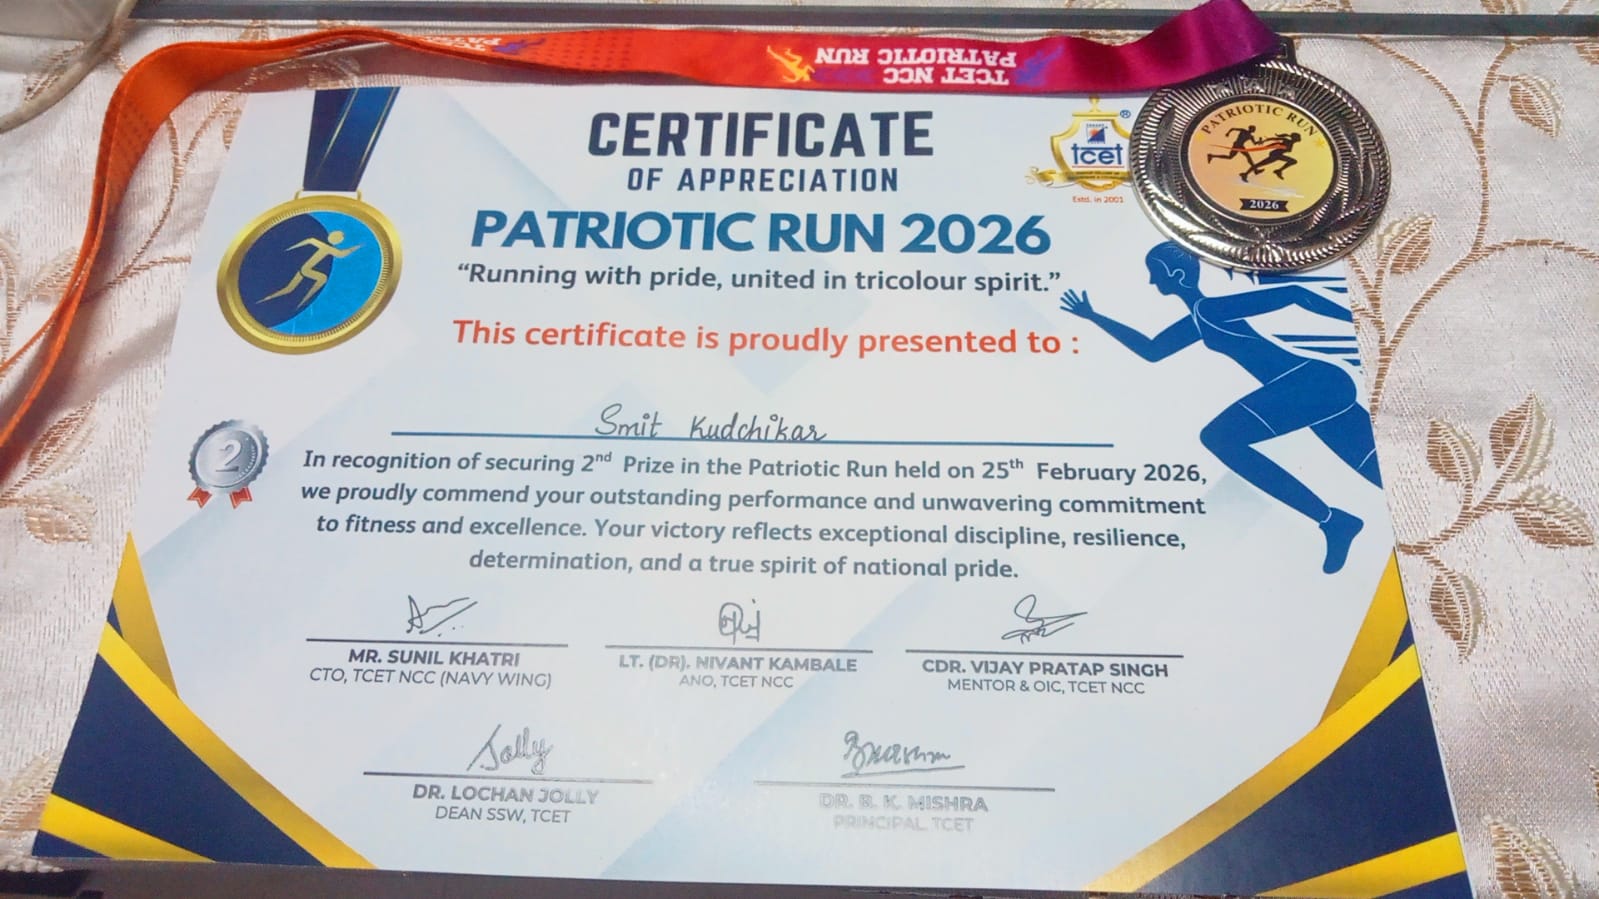 TCET NCC
PATRIOTIC RUN
CERTIFICATE
OF APPRECIATION
PATRIOTIC RUN 2026
“Running with pride, united in tricolour spirit.”
This certificate is proudly presented to :
Smit Kudchikar
In recognition of securing 2nd Prize in the Patriotic Run held on 25th February 2026,
we proudly commend your outstanding performance and unwavering commitment
to fitness and excellence. Your victory reflects exceptional discipline, resilience,
determination, and a true spirit of national pride.
2
MR. SUNIL KHATRI
CTO, TCET NCC (NAVY WING)
LT. (DR). NIVANT KAMBALE
ANO, TCET NCC
CDR. VIJAY PRATAP SINGH
MENTOR & OIC, TCET NCC
Jolly
DR. LOCHAN JOLLY
DEAN SSW, TCET
DR. B. K. MISHRA
PRINCIPAL, TCET
tcet
®
Estd. in 2001
PATRIOTIC RUN
2026